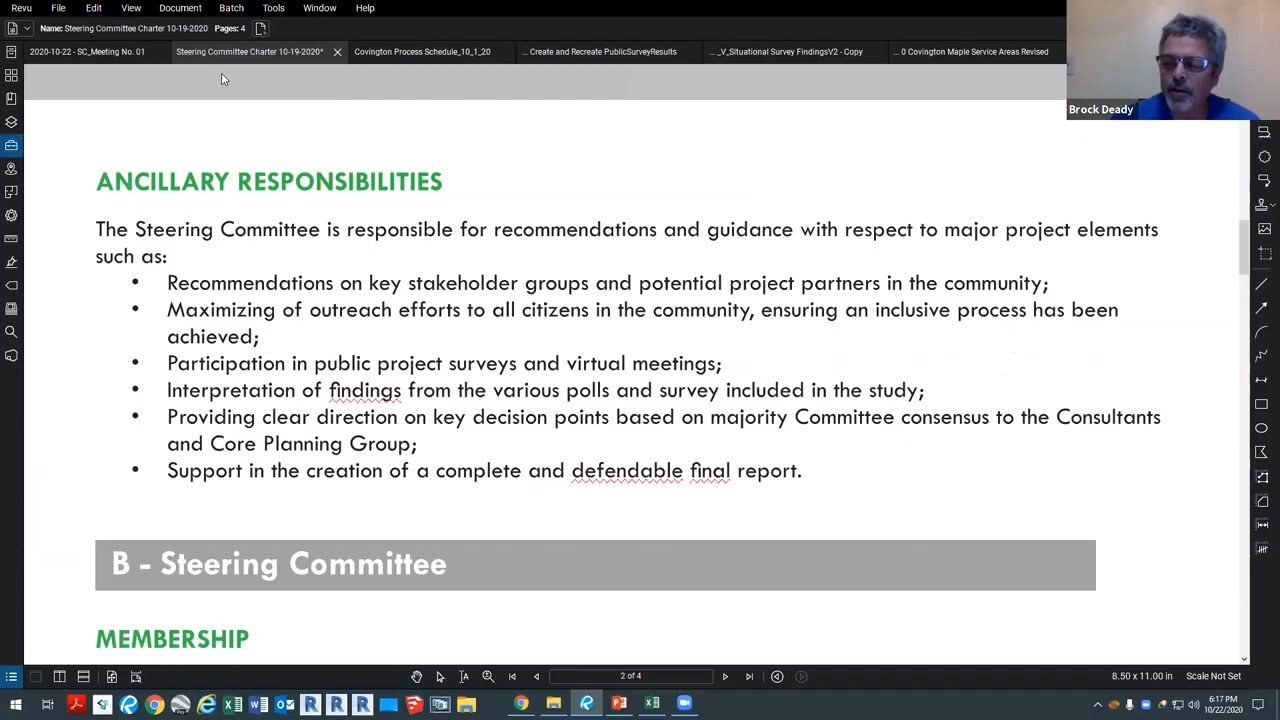 Revu File Edit View Document Batch Tools Window Help
Name: Steering Committee Charter 10-19-2020 Pages: 4
2020-10-22 - SC_Meeting No. 01 Steering Committee Charter 10-19-2020* Covington Process Schedule_10_1_20 ... Create and Recreate PublicSurveyResults ..._V_Situational Survey FindingsV2 - Copy ... 0 Covington Maple Service Areas Revised
Brock Deady
ANCILLARY RESPONSIBILITIES
The Steering Committee is responsible for recommendations and guidance with respect to major project elements
such as:
• Recommendations on key stakeholder groups and potential project partners in the community;
• Maximizing of outreach efforts to all citizens in the community, ensuring an inclusive process has been
achieved;
• Participation in public project surveys and virtual meetings;
• Interpretation of findings from the various polls and survey included in the study;
• Providing clear direction on key decision points based on majority Committee consensus to the Consultants
and Core Planning Group;
• Support in the creation of a complete and defendable final report.
B - Steering Committee
MEMBERSHIP
2 of 4
8.50 x 11.00 in Scale Not Set
6:17 PM
10/22/2020